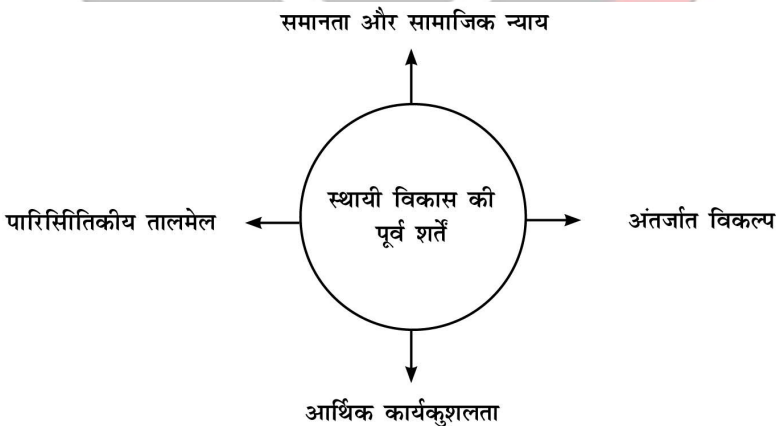 समानता और सामाजिक न्याय
स्थायी विकास की
पूर्व शर्तें
पारिसिीतिकीय तालमेल
अंतर्जात विकल्प
आर्थिक कार्यकुशलता